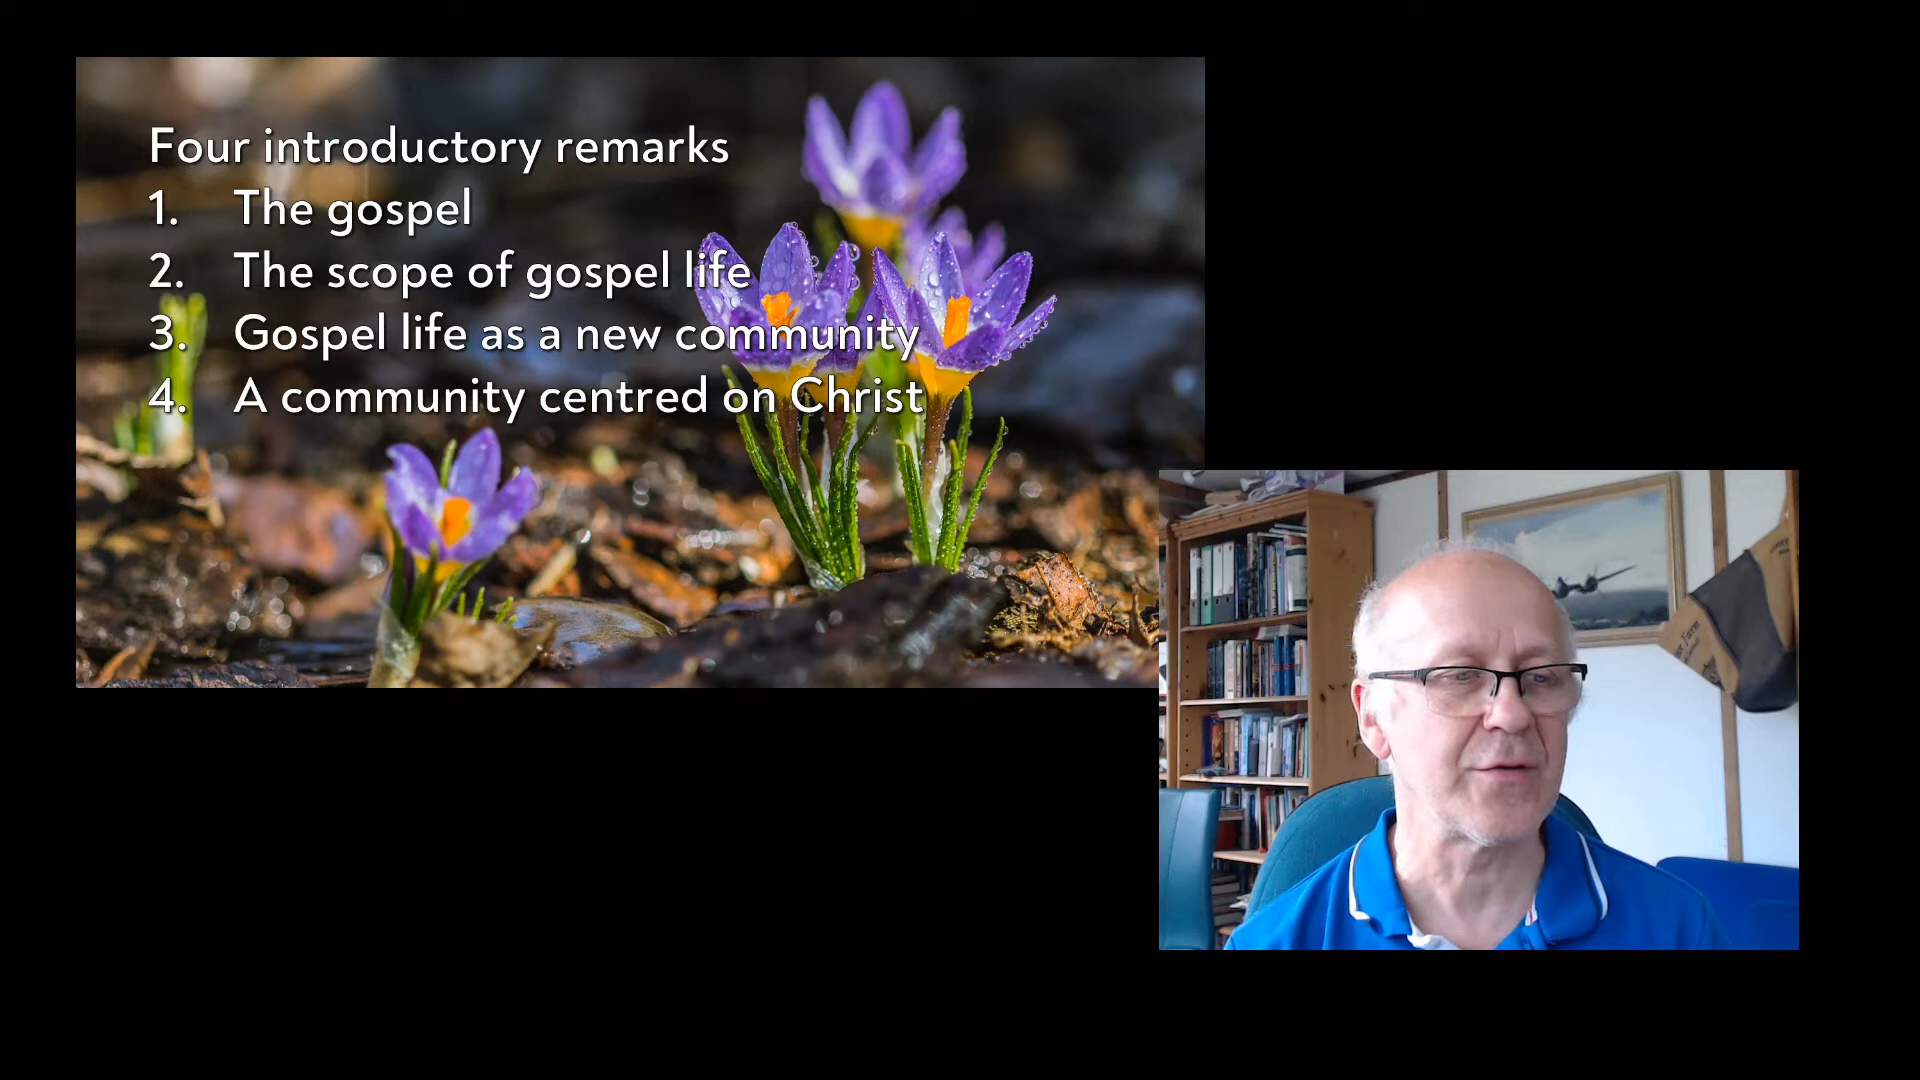 Four introductory remarks
1. The gospel
2. The scope of gospel life
3. Gospel life as a new community
4. A community centred on Christ